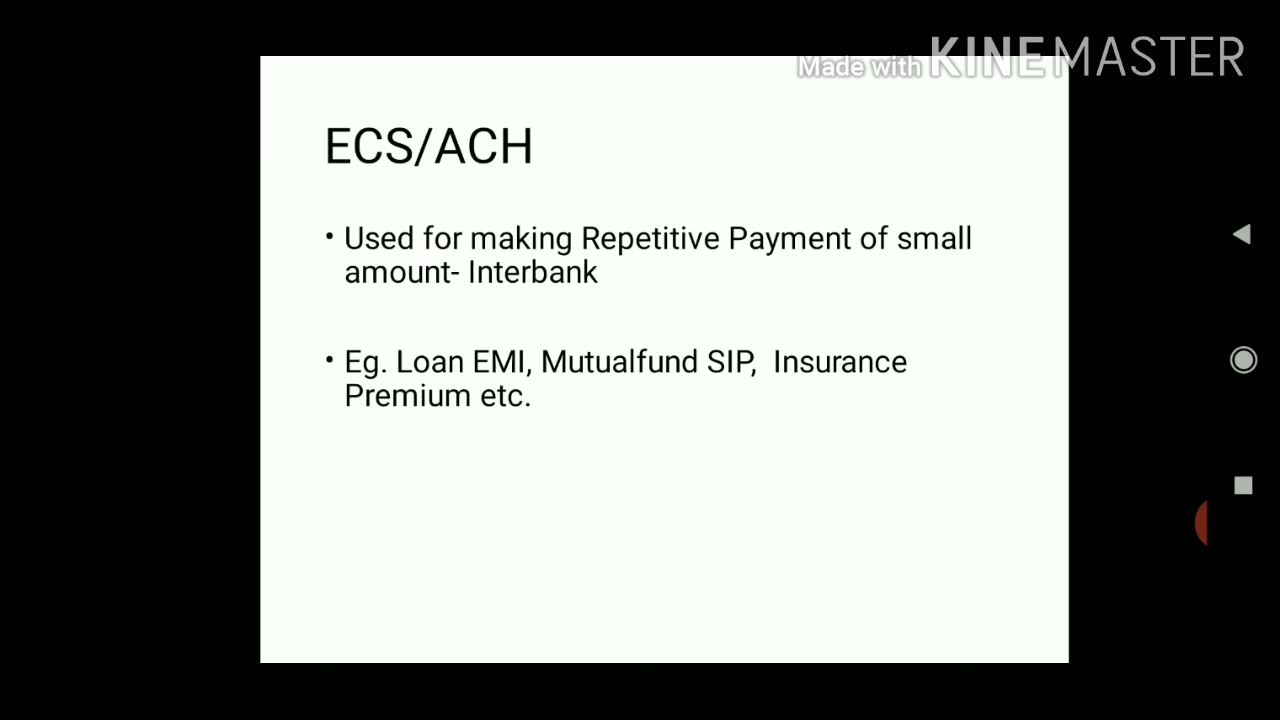 Made with KINEMASTER
ECS/ACH
• Used for making Repetitive Payment of small
amount- Interbank
• Eg. Loan EMI, Mutualfund SIP,  Insurance
Premium etc.